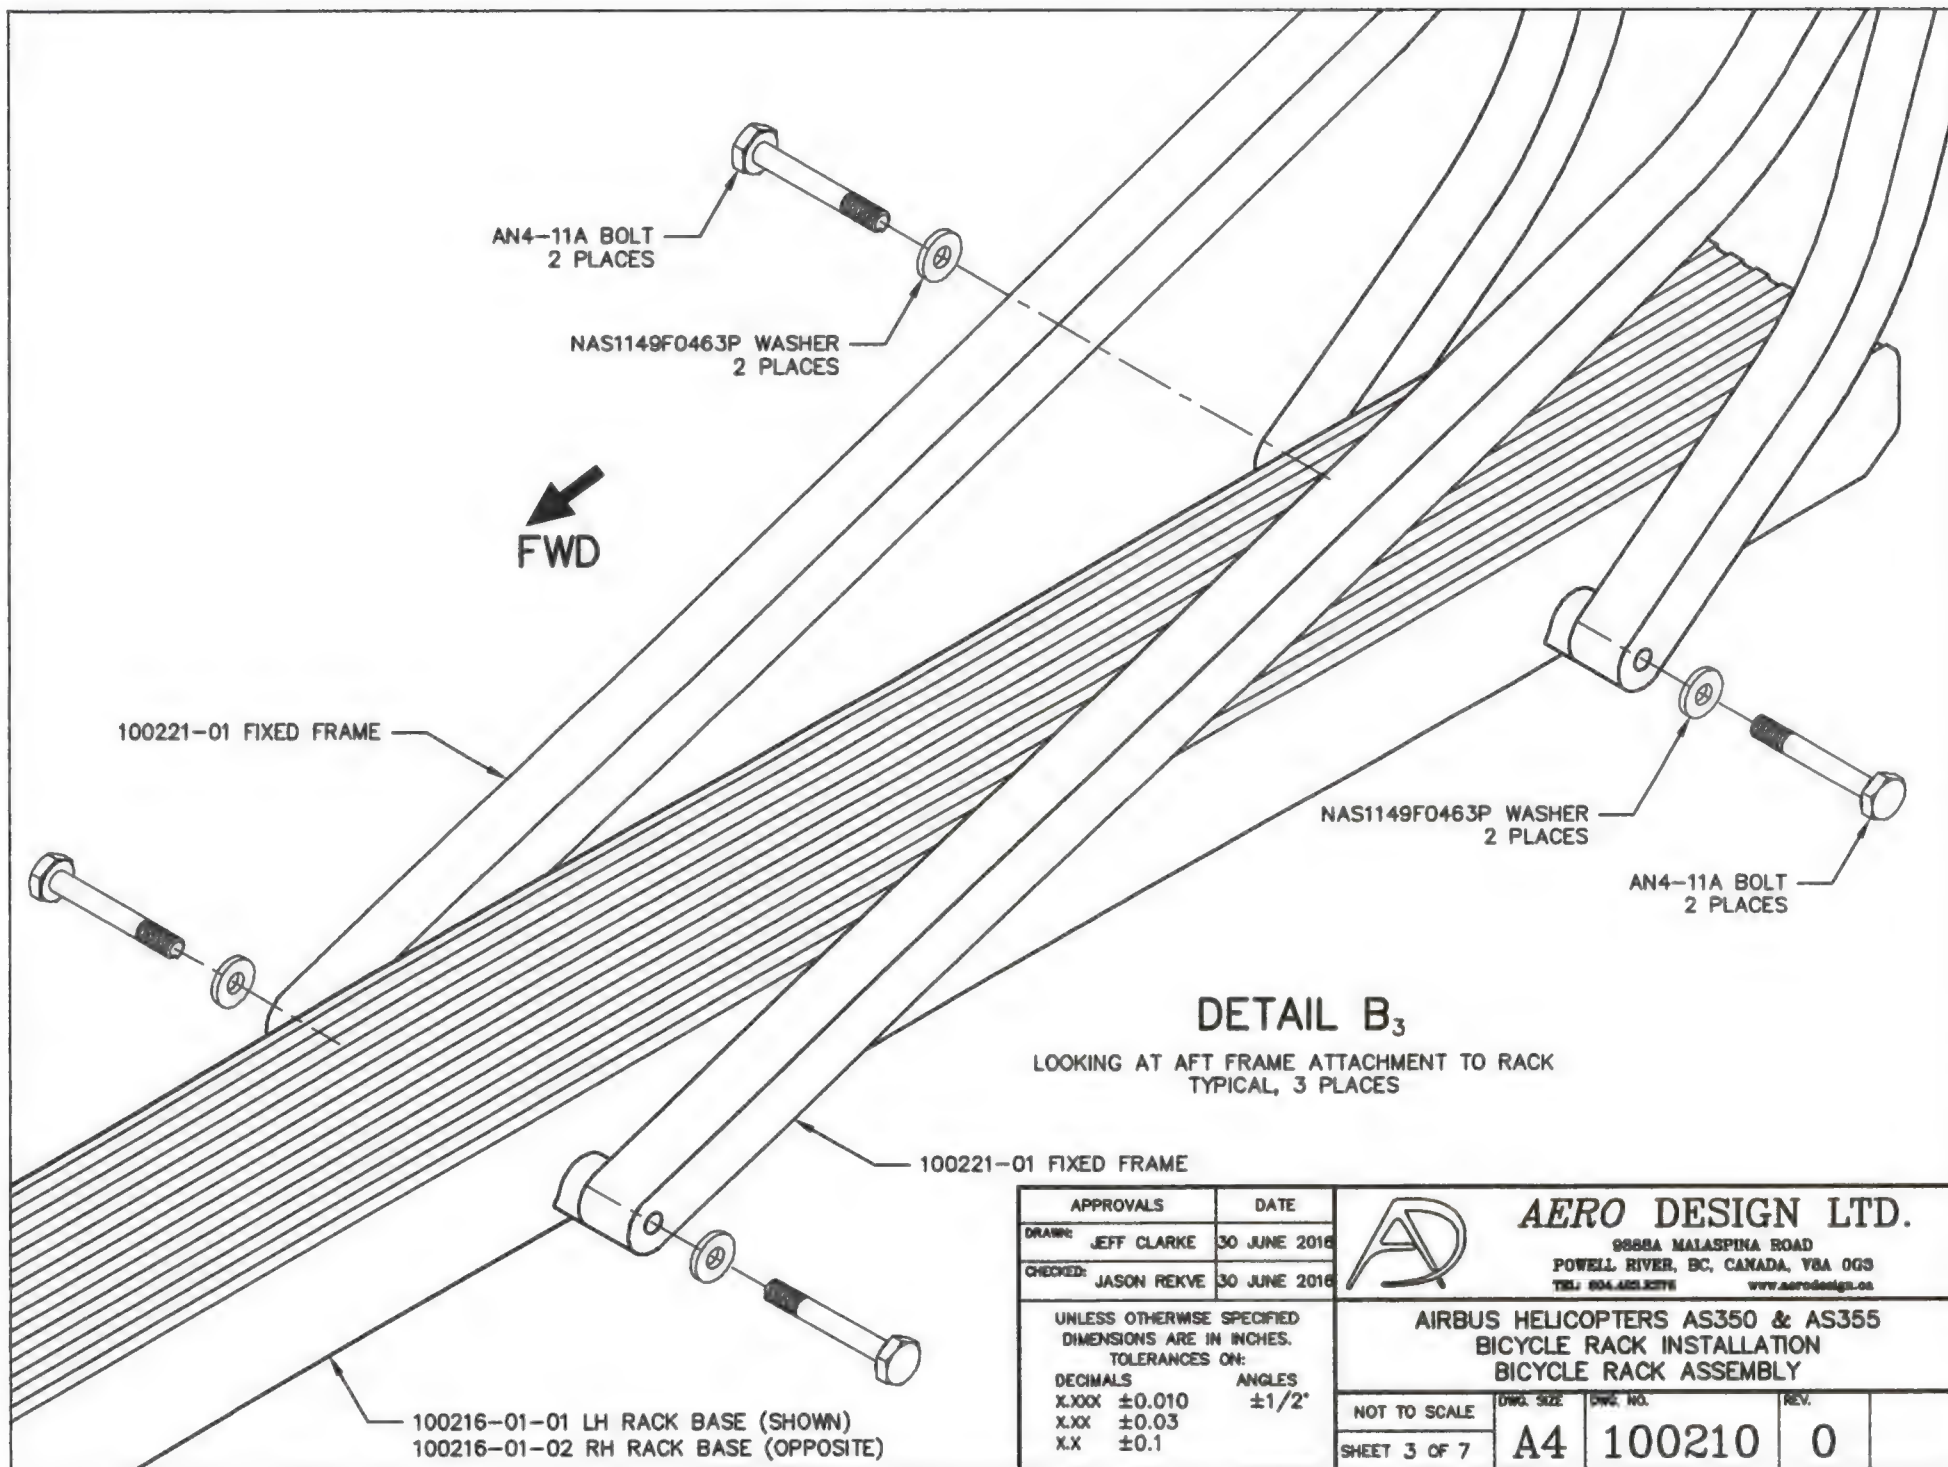 AN4-11A BOLT
2 PLACES
NAS1149F0463P WASHER
2 PLACES
FWD
100221-01 FIXED FRAME
NAS1149F0463P WASHER
2 PLACES
AN4-11A BOLT
2 PLACES
DETAIL B₃
LOOKING AT AFT FRAME ATTACHMENT TO RACK
TYPICAL, 3 PLACES
100221-01 FIXED FRAME
100216-01-01 LH RACK BASE (SHOWN)
100216-01-02 RH RACK BASE (OPPOSITE)
APPROVALS DATE
DRAWN: JEFF CLARKE 30 JUNE 2016
CHECKED: JASON REKVE 30 JUNE 2016
UNLESS OTHERWISE SPECIFIED
DIMENSIONS ARE IN INCHES.
TOLERANCES ON:
DECIMALS ANGLES
X.XXX ±0.010 ±1/2°
X.XX ±0.03
X.X ±0.1
AERO DESIGN LTD.
9888A MALASPINA ROAD
POWELL RIVER, BC, CANADA, V8A 0G3
TEL: www.aerodesign.ca
AIRBUS HELICOPTERS AS350 & AS355
BICYCLE RACK INSTALLATION
BICYCLE RACK ASSEMBLY
NOT TO SCALE
SHEET 3 OF 7
DWG. SIZE
A4
DWG. NO.
100210
REV.
0